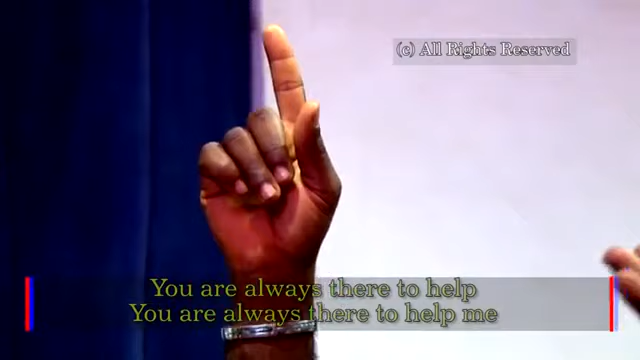 (c) All Rights Reserved
You are always there to help
You are always there to help me